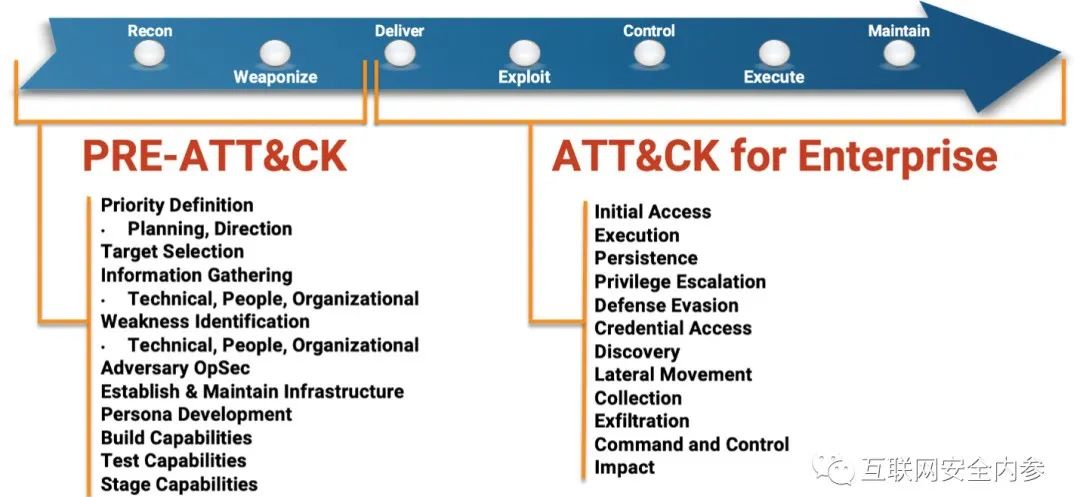 Recon
Weaponize
Deliver
Exploit
Control
Execute
Maintain
PRE-ATT&CK
Priority Definition
· Planning, Direction
Target Selection
Information Gathering
· Technical, People, Organizational
Weakness Identification
· Technical, People, Organizational
Adversary OpSec
Establish & Maintain Infrastructure
Persona Development
Build Capabilities
Test Capabilities
Stage Capabilities
ATT&CK for Enterprise
Initial Access
Execution
Persistence
Privilege Escalation
Defense Evasion
Credential Access
Discovery
Lateral Movement
Collection
Exfiltration
Command and Control
Impact
互联网安全内参